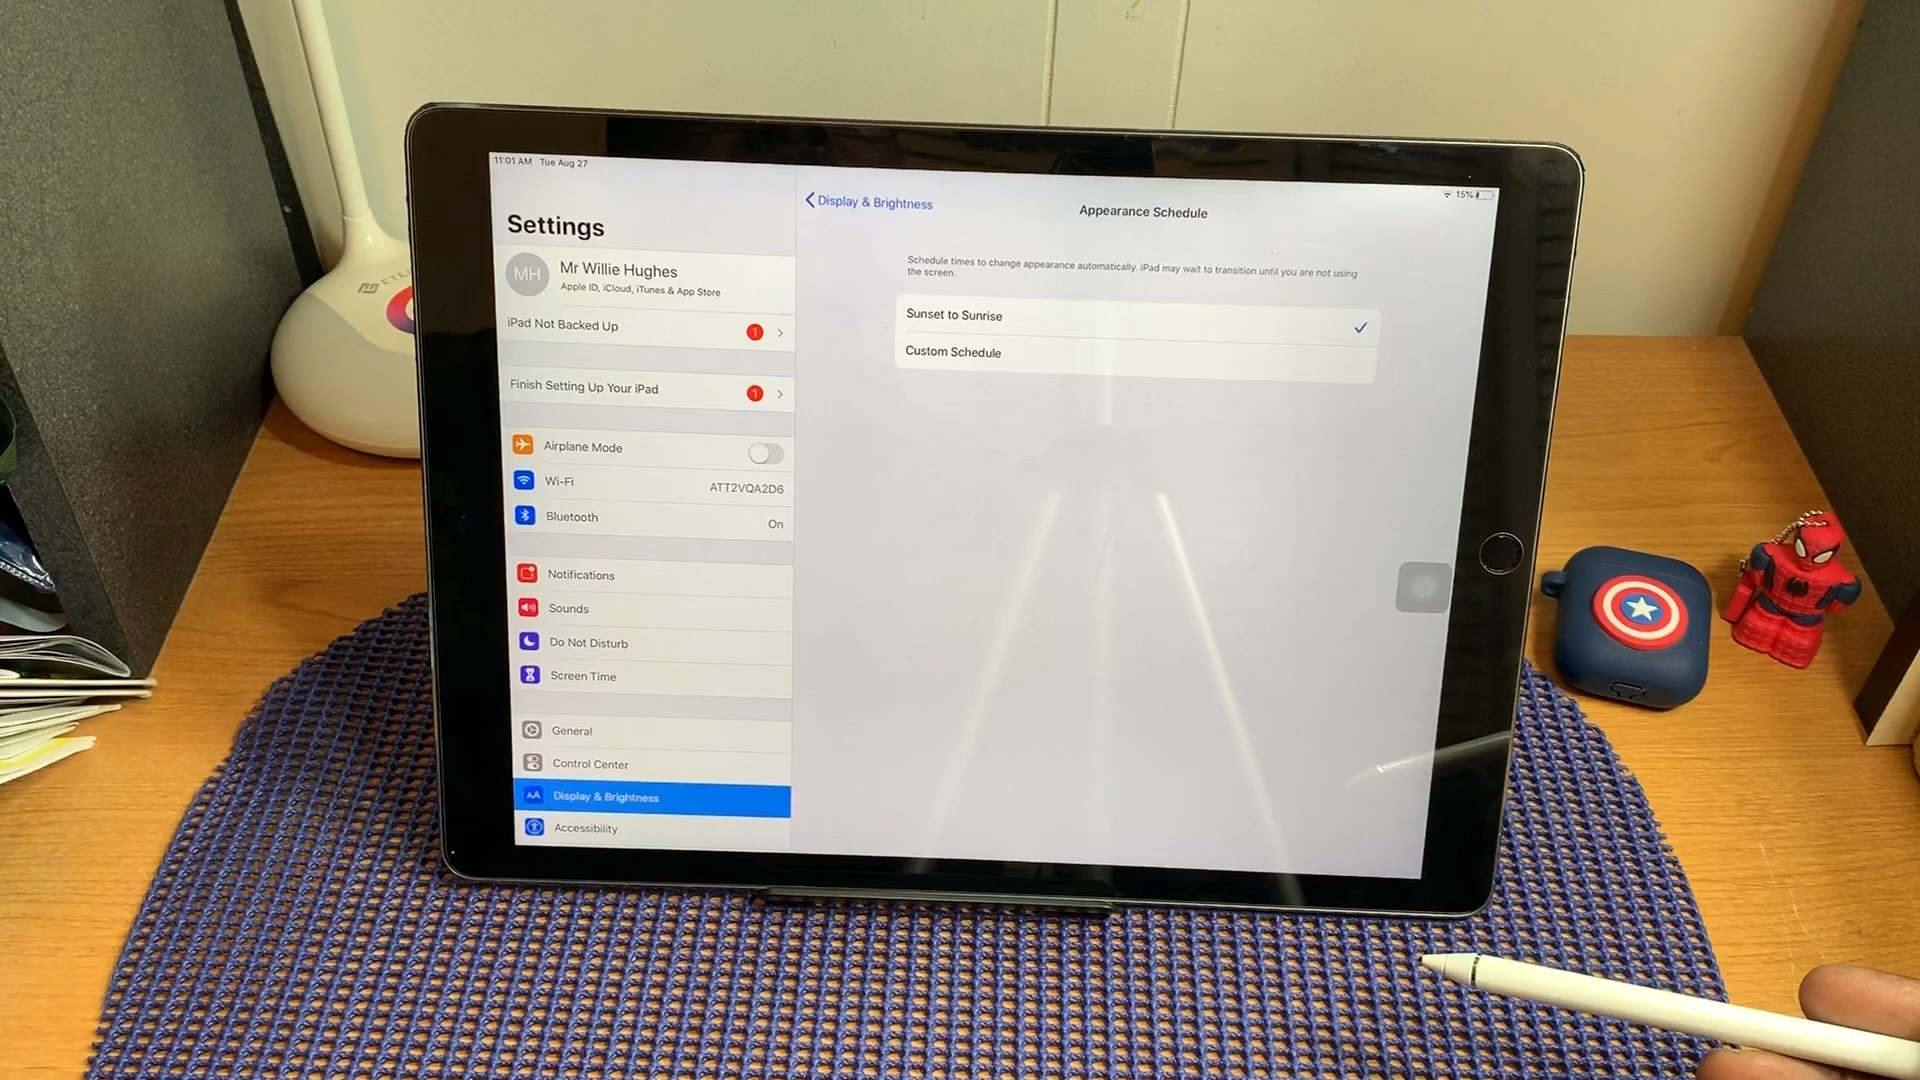 11:01 AM Tue Aug 27
15%
Settings
MH
Mr Willie Hughes
Apple ID, iCloud, iTunes & App Store
iPad Not Backed Up
1
Finish Setting Up Your iPad
1
Airplane Mode
Wi-Fi
ATT2VQA2D6
Bluetooth
On
Notifications
Sounds
Do Not Disturb
Screen Time
General
Control Center
AA
Display & Brightness
Accessibility
Display & Brightness
Appearance Schedule
Schedule times to change appearance automatically. iPad may wait to transition until you are not using
the screen.
Sunset to Sunrise
Custom Schedule